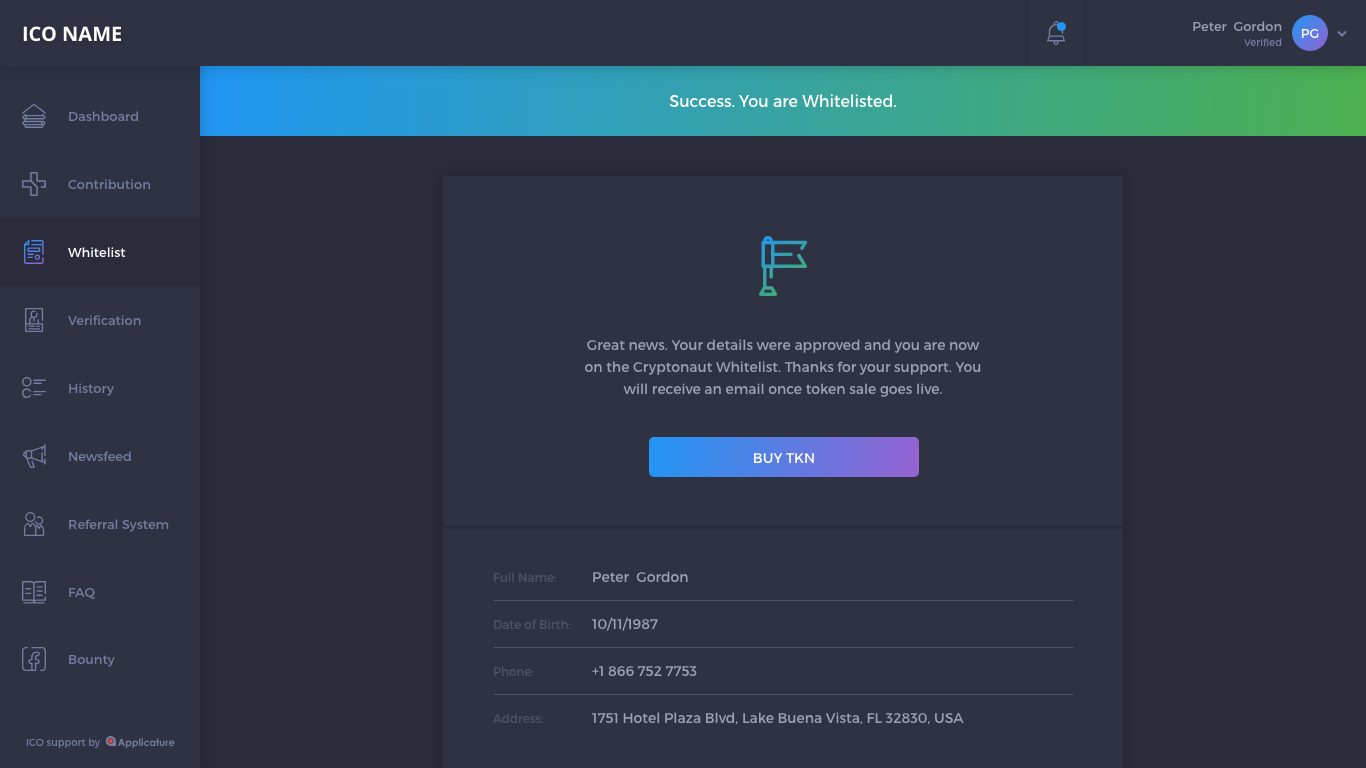 ICO NAME
Peter Gordon
Verified
PG
Success. You are Whitelisted.
Dashboard
Contribution
Whitelist
Verification
History
Newsfeed
Referral System
FAQ
Bounty
ICO support by Applicature
Great news. Your details were approved and you are now
on the Cryptonaut Whitelist. Thanks for your support. You
will receive an email once token sale goes live.
BUY TKN
Full Name: Peter Gordon
Date of Birth: 10/11/1987
Phone: +1 866 752 7753
Address: 1751 Hotel Plaza Blvd, Lake Buena Vista, FL 32830, USA